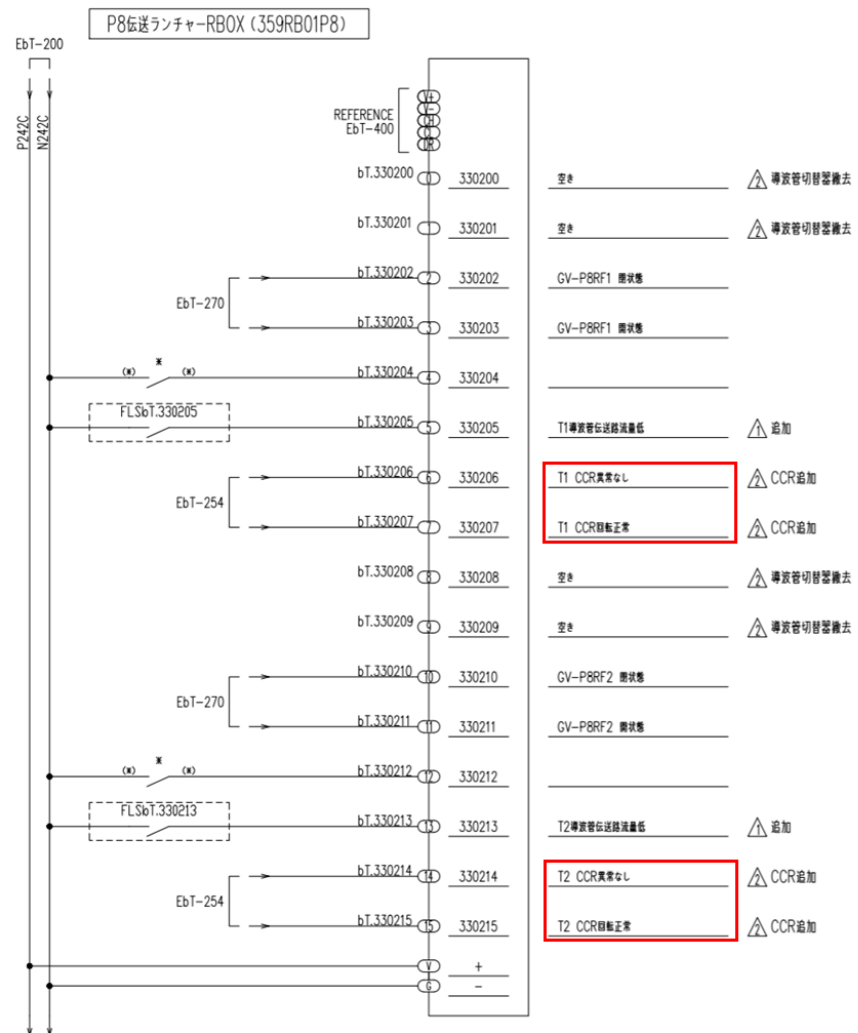 P8伝送ランチャーRBOX (359RB01P8)
EbT-200
P242C
N242C
REFERENCE
EbT-400
V+
V-
CH
CL
DR
bT.330200 0 330200 空き 2 導波管切替器撤去
bT.330201 1 330201 空き 2 導波管切替器撤去
bT.330202 2 330202 GV-P8RF1 閉状態
EbT-270
bT.330203 3 330203 GV-P8RF1 開状態
(*) * (*) bT.330204 4 330204
FLSbT.330205 bT.330205 5 330205 T1導波管伝送路流量低 1 追加
bT.330206 6 330206 T1 CCR異常なし 2 CCR追加
EbT-254
bT.330207 7 330207 T1 CCR回転正常 2 CCR追加
bT.330208 8 330208 空き 2 導波管切替器撤去
bT.330209 9 330209 空き 2 導波管切替器撤去
bT.330210 10 330210 GV-P8RF2 閉状態
EbT-270
bT.330211 11 330211 GV-P8RF2 開状態
(*) * (*) bT.330212 12 330212
FLSbT.330213 bT.330213 13 330213 T2導波管伝送路流量低 1 追加
bT.330214 14 330214 T2 CCR異常なし 2 CCR追加
EbT-254
bT.330215 15 330215 T2 CCR回転正常 2 CCR追加
V +
G -